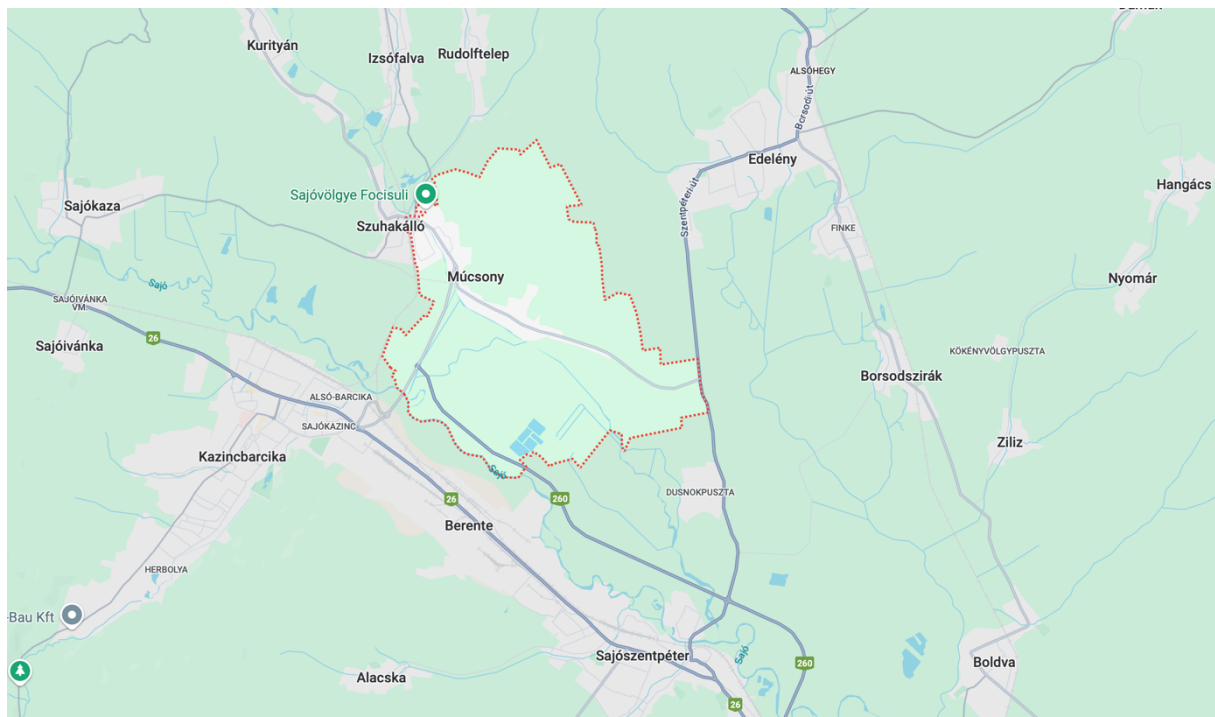 Kurityán
Izsófalva
Rudolftelep
ALSÓHEGY
Borsodi út
Edelény
Sajóvölgye Focisuli
Hangács
Sajókaza
Szuhakálló
Szentpéteri út
FINKE
Múcsony
Nyomár
Sajó
SAJÓIVÁNKA
VM.
26
Sajóivánka
KÖKÉNYVÖLGYPUSZTA
Borsodszirák
ALSÓ-BARCIKA
SAJÓKAZINC
Ziliz
Kazincbarcika
Sajó
DUSNOKPUSZTA
26
260
Berente
HERBOLYA
-Bau Kft
Sajószentpéter
Sajó
260
Boldva
Alacska
26